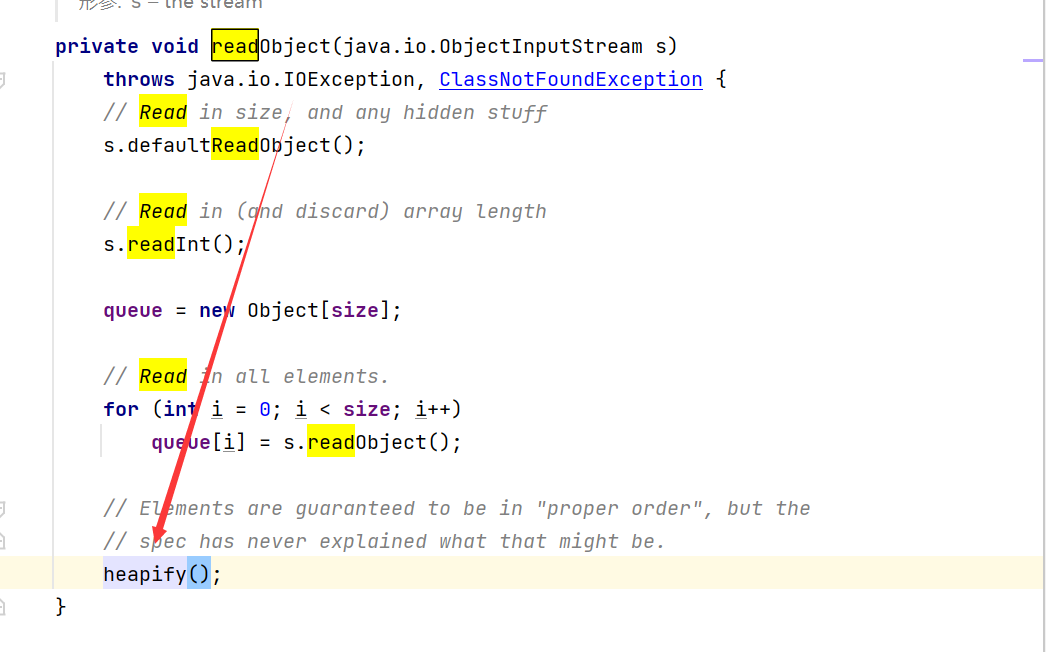 形参: s – the stream
private void readObject(java.io.ObjectInputStream s)
throws java.io.IOException, ClassNotFoundException {
// Read in size, and any hidden stuff
s.defaultReadObject();
// Read in (and discard) array length
s.readInt();
queue = new Object[size];
// Read in all elements.
for (int i = 0; i < size; i++)
queue[i] = s.readObject();
// Elements are guaranteed to be in "proper order", but the
// spec has never explained what that might be.
heapify();
}